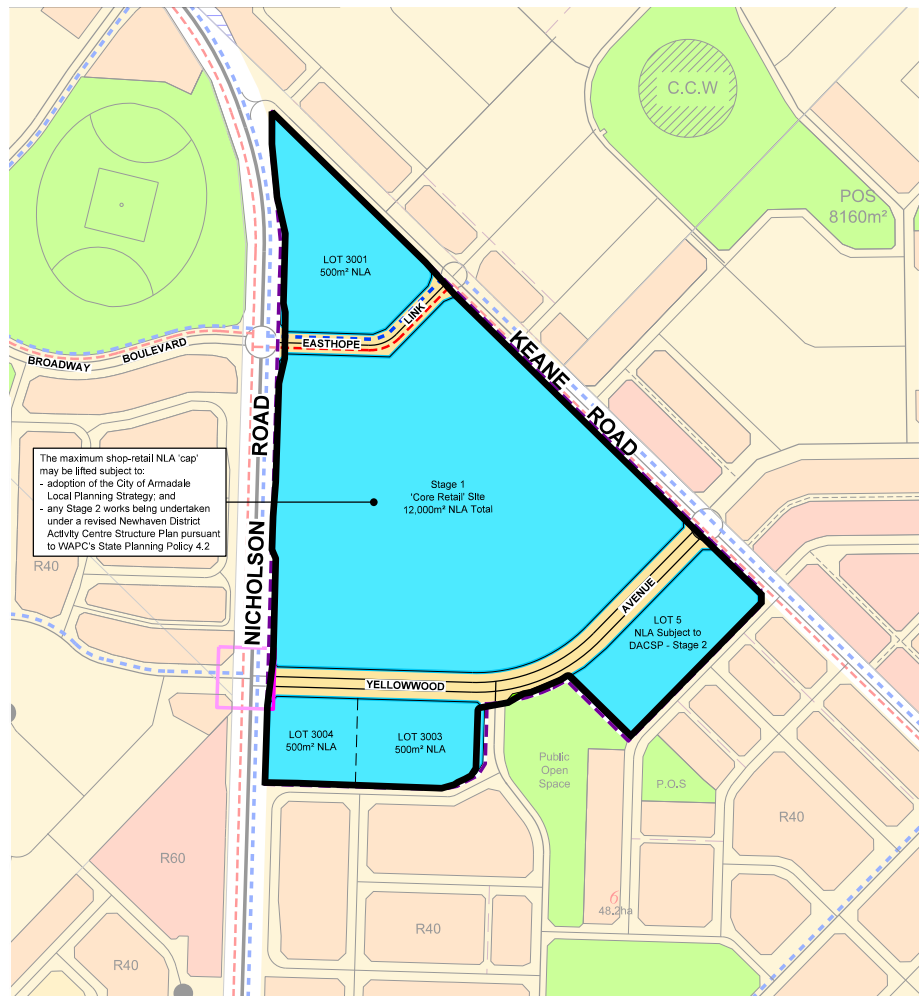 C.C.W
POS
8160m²
LOT 3001
500m² NLA
LINK
EASTHOPE
BROADWAY
BOULEVARD
KEANE
ROAD
ROAD
NICHOLSON
The maximum shop-retail NLA 'cap'
may be lifted subject to:
- adoption of the City of Armadale
Local Planning Strategy; and
- any Stage 2 works being undertaken
under a revised Newhaven District
Activity Centre Structure Plan pursuant
to WAPC's State Planning Policy 4.2
Stage 1
'Core Retail' Site
12,000m² NLA Total
R40
AVENUE
LOT 5
NLA Subject to
DACSP - Stage 2
YELLOWWOOD
LOT 3004
500m² NLA
LOT 3003
500m² NLA
Public
Open
Space
P.O.S
R40
R60
6
48.2ha
R40
R40